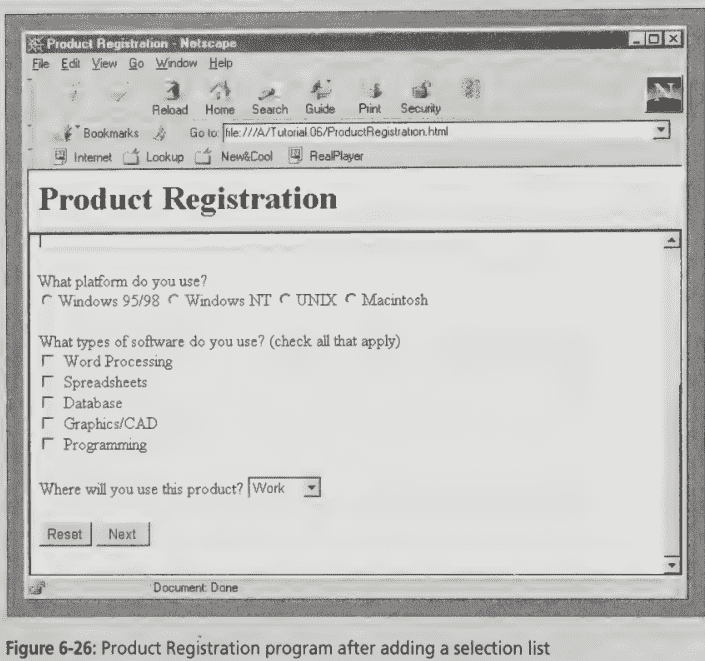 Product Registration - Netscape
File Edit View Go Window Help
Reload Home Search Guide Print Security
N
Bookmarks Go to: file:///A/Tutorial.06/ProductRegistration.html
Internet Lookup New&Cool RealPlayer
Product Registration
What platform do you use?
Windows 95/98 Windows NT UNIX Macintosh
What types of software do you use? (check all that apply)
Word Processing
Spreadsheets
Database
Graphics/CAD
Programming
Where will you use this product? Work
Reset Next
Document: Done
Figure 6-26: Product Registration program after adding a selection list